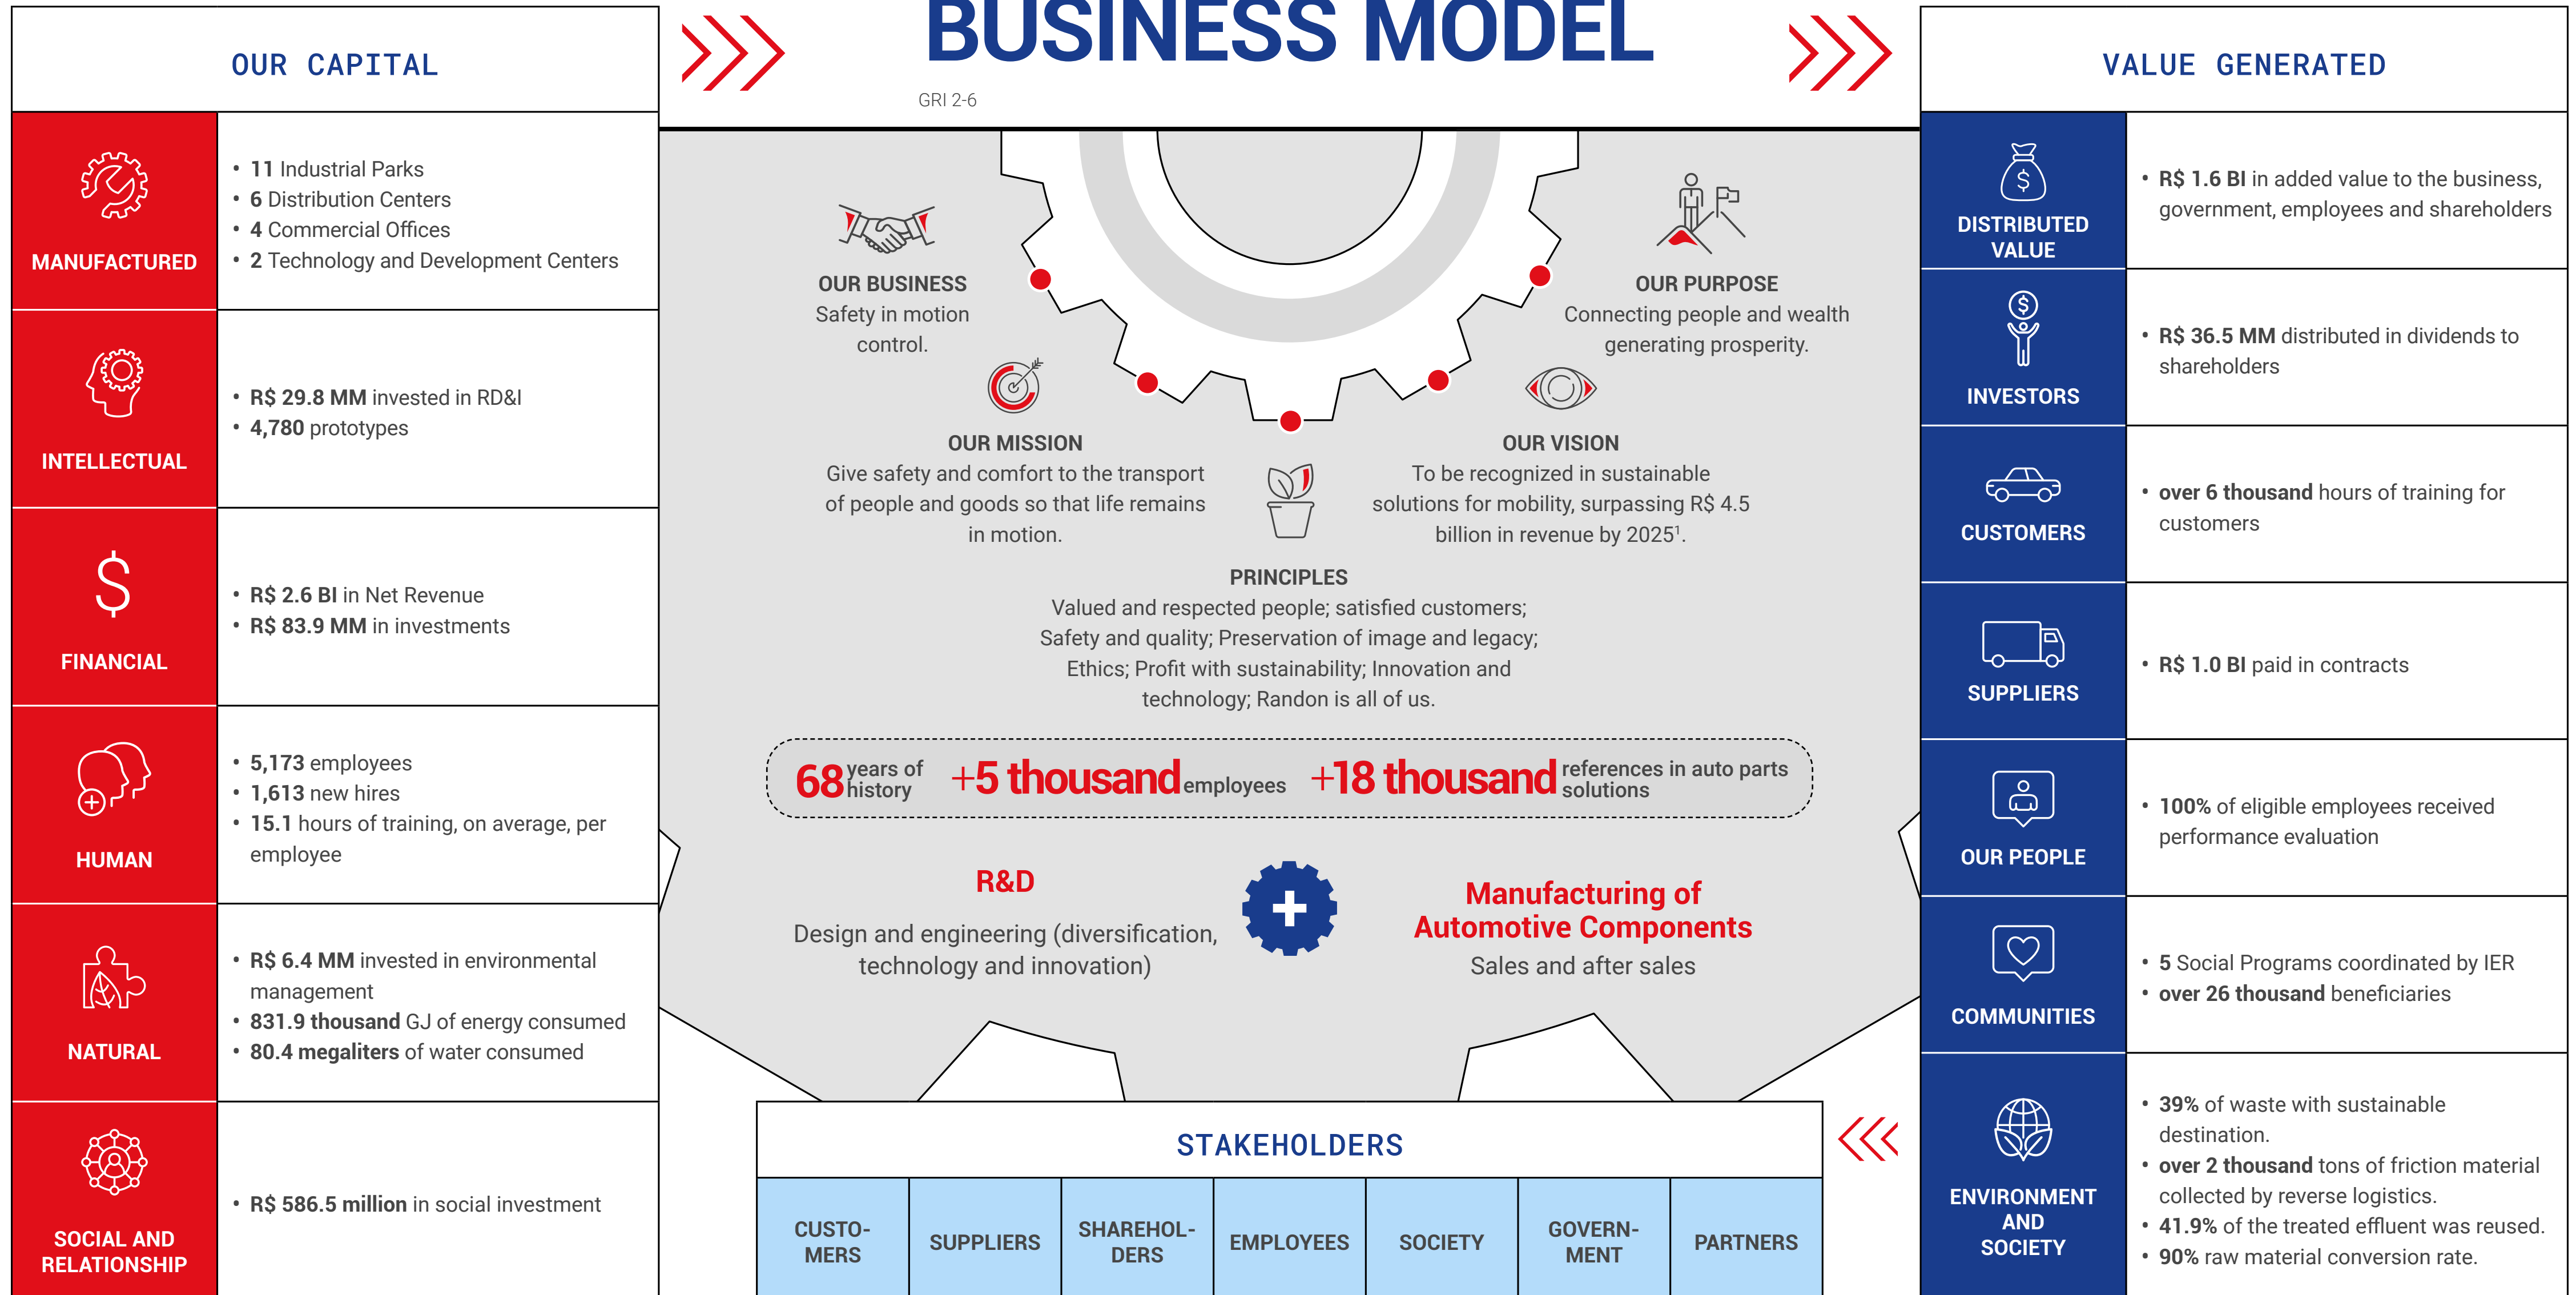 OUR CAPITAL
MANUFACTURED
• 11 Industrial Parks
• 6 Distribution Centers
• 4 Commercial Offices
• 2 Technology and Development Centers
INTELLECTUAL
• R$ 29.8 MM invested in RD&I
• 4,780 prototypes
FINANCIAL
• R$ 2.6 BI in Net Revenue
• R$ 83.9 MM in investments
HUMAN
• 5,173 employees
• 1,613 new hires
• 15.1 hours of training, on average, per
employee
NATURAL
• R$ 6.4 MM invested in environmental
management
• 831.9 thousand GJ of energy consumed
• 80.4 megaliters of water consumed
SOCIAL AND
RELATIONSHIP
• R$ 586.5 million in social investment
BUSINESS MODEL
GRI 2-6
OUR BUSINESS
Safety in motion
control.
OUR MISSION
Give safety and comfort to the transport
of people and goods so that life remains
in motion.
OUR PURPOSE
Connecting people and wealth
generating prosperity.
OUR VISION
To be recognized in sustainable
solutions for mobility, surpassing R$ 4.5
billion in revenue by 2025¹.
PRINCIPLES
Valued and respected people; satisfied customers;
Safety and quality; Preservation of image and legacy;
Ethics; Profit with sustainability; Innovation and
technology; Randon is all of us.
68 years of
history
+5 thousand employees
+18 thousand references in auto parts
solutions
R&D
Design and engineering (diversification,
technology and innovation)
+
Manufacturing of
Automotive Components
Sales and after sales
STAKEHOLDERS
CUSTO-
MERS
SUPPLIERS
SHAREHOL-
DERS
EMPLOYEES
SOCIETY
GOVERN-
MENT
PARTNERS
VALUE GENERATED
$
DISTRIBUTED
VALUE
• R$ 1.6 BI in added value to the business,
government, employees and shareholders
$
INVESTORS
• R$ 36.5 MM distributed in dividends to
shareholders
CUSTOMERS
• over 6 thousand hours of training for
customers
SUPPLIERS
• R$ 1.0 BI paid in contracts
OUR PEOPLE
• 100% of eligible employees received
performance evaluation
COMMUNITIES
• 5 Social Programs coordinated by IER
• over 26 thousand beneficiaries
ENVIRONMENT
AND
SOCIETY
• 39% of waste with sustainable
destination.
• over 2 thousand tons of friction material
collected by reverse logistics.
• 41.9% of the treated effluent was reused.
• 90% raw material conversion rate.